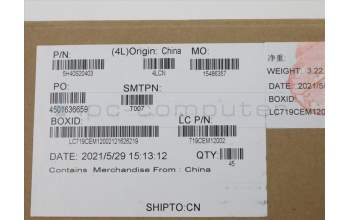 P/N: (4L)Origin: China MO:
5H40S20403 4LCN 15486357
PO: SMTPN:
4501636659 T007
BOXID: LC P/N:
LC719CEM12002121626219 719CEM12002
DATE: 2021/5/29 15:13:12 QTY:
45
Contains Merchandise From : China
SHIPTO:CN
净重:
WEIGHT: 3.22
DATE: 2021/5/
BOXID:
LC719CEM1200